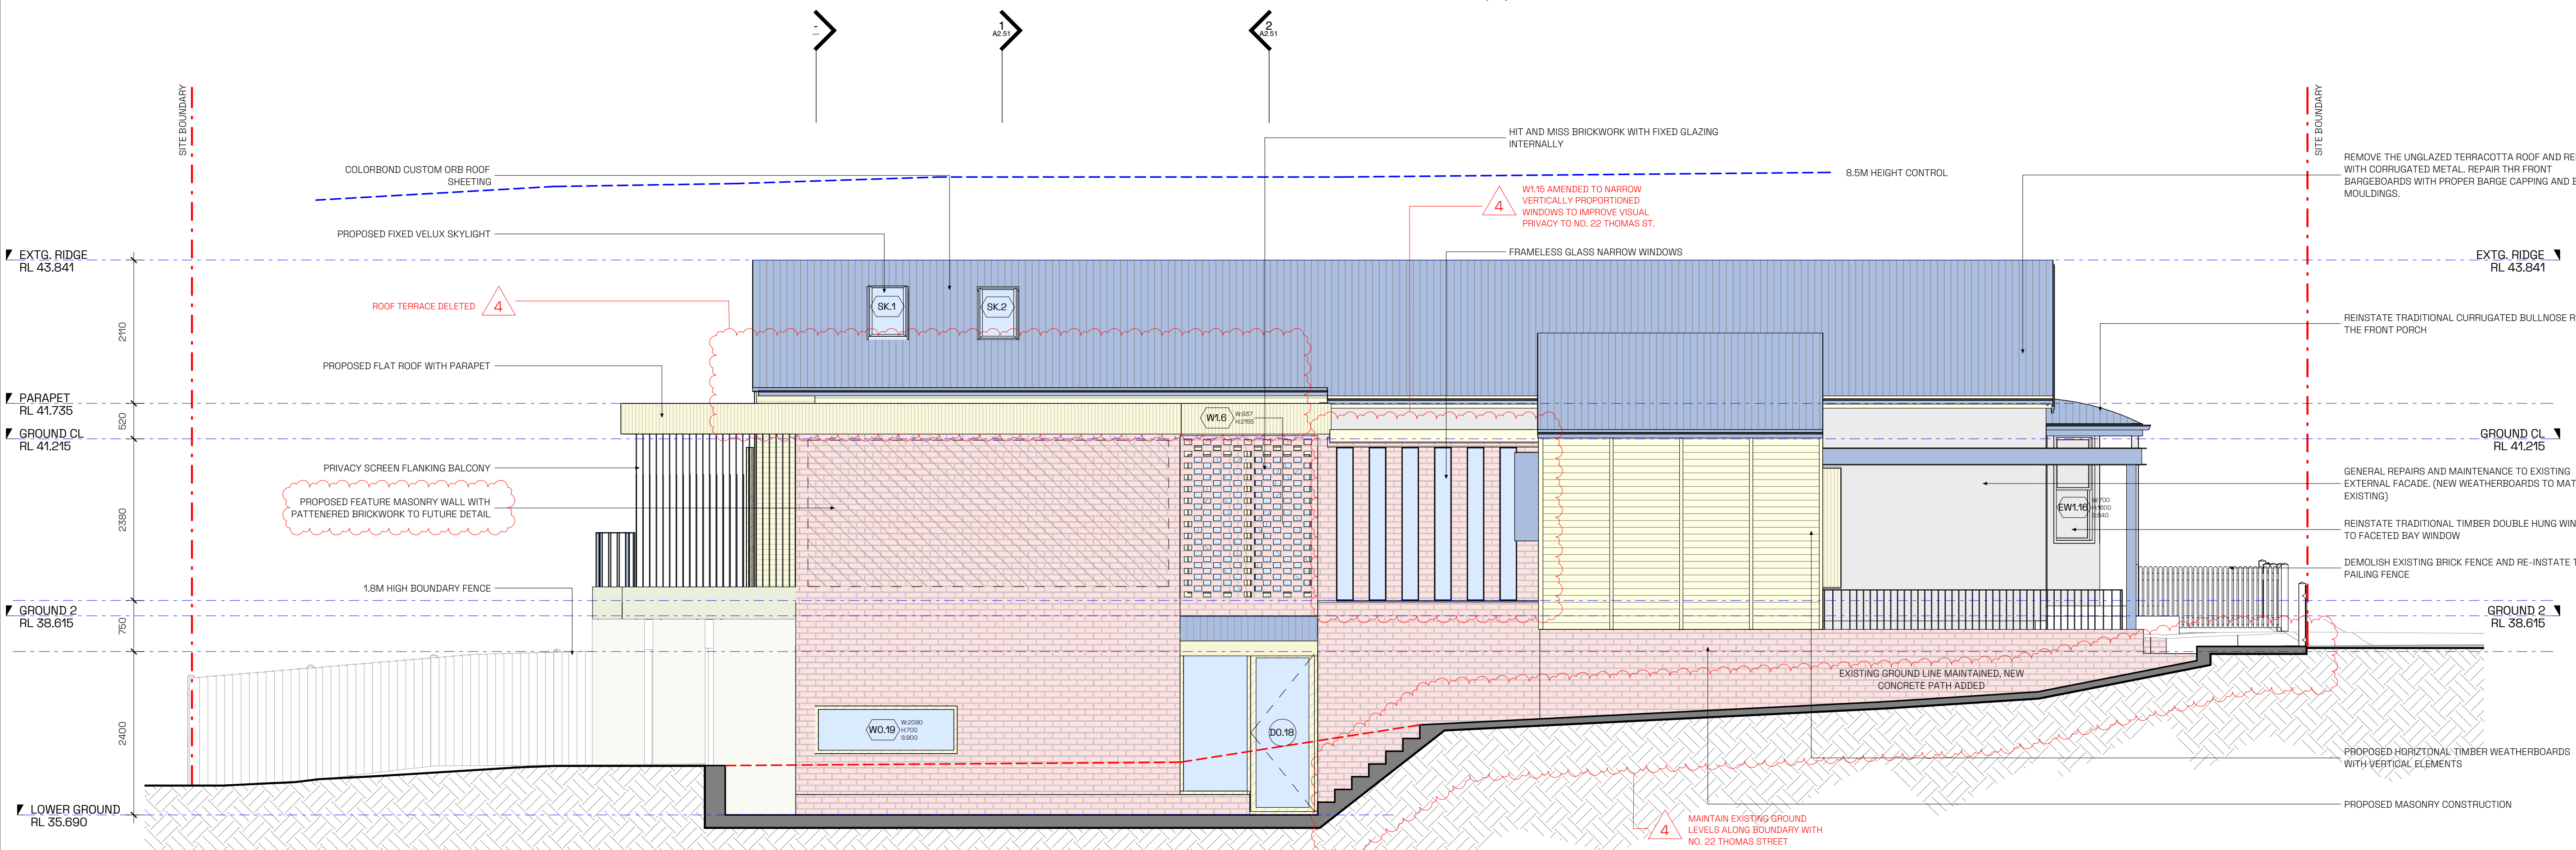 -
---
1
A2.51
2
A2.51
SITE BOUNDARY
SITE BOUNDARY
HIT AND MISS BRICKWORK WITH FIXED GLAZING
INTERNALLY
COLORBOND CUSTOM ORB ROOF
SHEETING
8.5M HEIGHT CONTROL
REMOVE THE UNGLAZED TERRACOTTA ROOF AND RE
WITH CORRUGATED METAL. REPAIR THR FRONT
BARGEBOARDS WITH PROPER BARGE CAPPING AND B
MOULDINGS.
4
W1.15 AMENDED TO NARROW
VERTICALLY PROPORTIONED
WINDOWS TO IMPROVE VISUAL
PRIVACY TO NO. 22 THOMAS ST.
PROPOSED FIXED VELUX SKYLIGHT
FRAMELESS GLASS NARROW WINDOWS
EXTG. RIDGE
RL 43.841
EXTG. RIDGE
RL 43.841
ROOF TERRACE DELETED
4
SK.1
SK.2
2110
REINSTATE TRADITIONAL CURRUGATED BULLNOSE R
THE FRONT PORCH
PROPOSED FLAT ROOF WITH PARAPET
PARAPET
RL 41.735
520
W1.6
W:937
H:2155
GROUND CL
RL 41.215
GROUND CL
RL 41.215
PRIVACY SCREEN FLANKING BALCONY
GENERAL REPAIRS AND MAINTENANCE TO EXISTING
EXTERNAL FACADE. (NEW WEATHERBOARDS TO MAT
EXISTING)
PROPOSED FEATURE MASONRY WALL WITH
PATTENERED BRICKWORK TO FUTURE DETAIL
2380
EW1.16
W:700
H:1600
S:840
REINSTATE TRADITIONAL TIMBER DOUBLE HUNG WIN
TO FACETED BAY WINDOW
DEMOLISH EXISTING BRICK FENCE AND RE-INSTATE T
PAILING FENCE
1.8M HIGH BOUNDARY FENCE
GROUND 2
RL 38.615
750
GROUND 2
RL 38.615
EXISTING GROUND LINE MAINTAINED, NEW
CONCRETE PATH ADDED
2400
W0.19
W:2090
H:700
S:900
D0.18
PROPOSED HORIZTONAL TIMBER WEATHERBOARDS
WITH VERTICAL ELEMENTS
LOWER GROUND
RL 35.690
PROPOSED MASONRY CONSTRUCTION
4
MAINTAIN EXISTING GROUND
LEVELS ALONG BOUNDARY WITH
NO. 22 THOMAS STREET